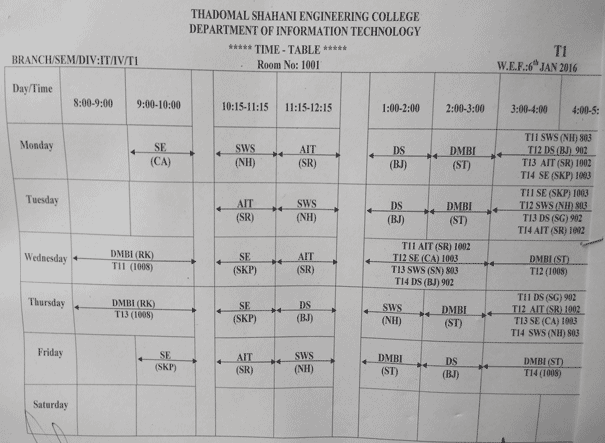 THADOMAL SHAHANI ENGINEERING COLLEGE
DEPARTMENT OF INFORMATION TECHNOLOGY
***** TIME - TABLE *****
T1
BRANCH/SEM/DIV:IT/IV/T1
Room No: 1001
W.E.F.:6th JAN 2016
Day/Time 8:00-9:00 9:00-10:00 10:15-11:15 11:15-12:15 1:00-2:00 2:00-3:00 3:00-4:00 4:00-5:
Monday
SE (CA)
SWS (NH)
AIT (SR)
DS (BJ)
DMBI (ST)
T11 SWS (NH) 803
T12 DS (BJ) 902
T13 AIT (SR) 1002
T14 SE (SKP) 1003
Tuesday
AIT (SR)
SWS (NH)
DS (BJ)
DMBI (ST)
T11 SE (SKP) 1003
T12 SWS (NH) 803
T13 DS (SG) 902
T14 AIT (SR) 1002
Wednesday
DMBI (RK)
T11 (1008)
SE (SKP)
AIT (SR)
T11 AIT (SR) 1002
T12 SE (CA) 1003
T13 SWS (SN) 803
T14 DS (BJ) 902
DMBI (ST)
T12 (1008)
Thursday
DMBI (RK)
T13 (1008)
SE (SKP)
DS (BJ)
SWS (NH)
DMBI (ST)
T11 DS (SG) 902
T12 AIT (SR) 1002
T13 SE (CA) 1003
T14 SWS (NH) 803
Friday
SE (SKP)
AIT (SR)
SWS (NH)
DMBI (ST)
DS (BJ)
DMBI (ST)
T14 (1008)
Saturday